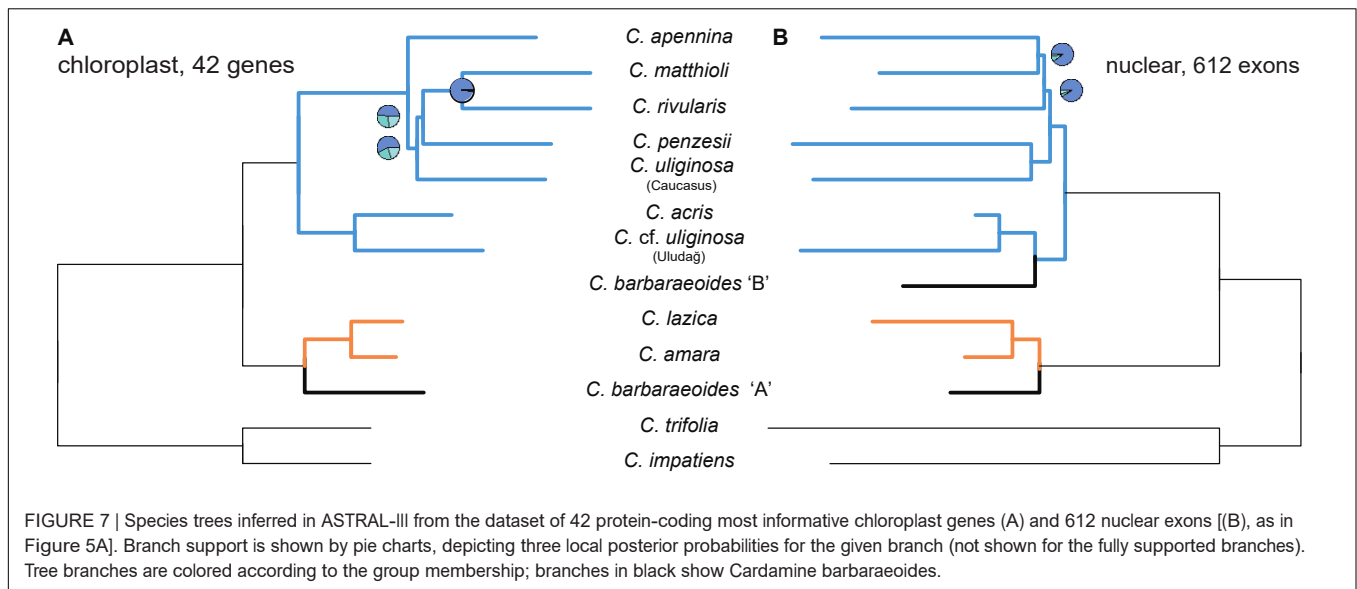 A
chloroplast, 42 genes
B
nuclear, 612 exons
C. apennina
C. matthioli
C. rivularis
C. penzesii
C. uliginosa
(Caucasus)
C. acris
C. cf. uliginosa
(Uludağ)
C. barbaraeoides ‘B’
C. lazica
C. amara
C. barbaraeoides ‘A’
C. trifolia
C. impatiens
FIGURE 7 | Species trees inferred in ASTRAL-III from the dataset of 42 protein-coding most informative chloroplast genes (A) and 612 nuclear exons [(B), as in
Figure 5A]. Branch support is shown by pie charts, depicting three local posterior probabilities for the given branch (not shown for the fully supported branches).
Tree branches are colored according to the group membership; branches in black show Cardamine barbaraeoides.